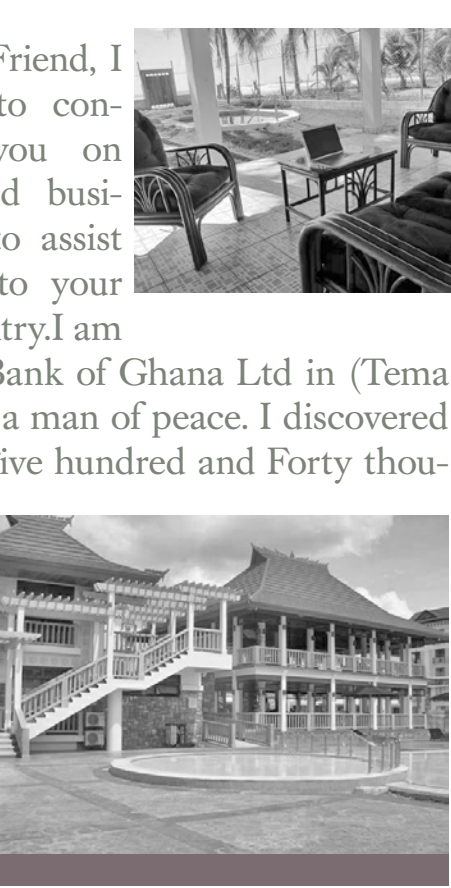 Friend, I
to con-
you on
d busi-
to assist
to your
try.I am
Bank of Ghana Ltd in (Tema
a man of peace. I discovered
ive hundred and Forty thou-